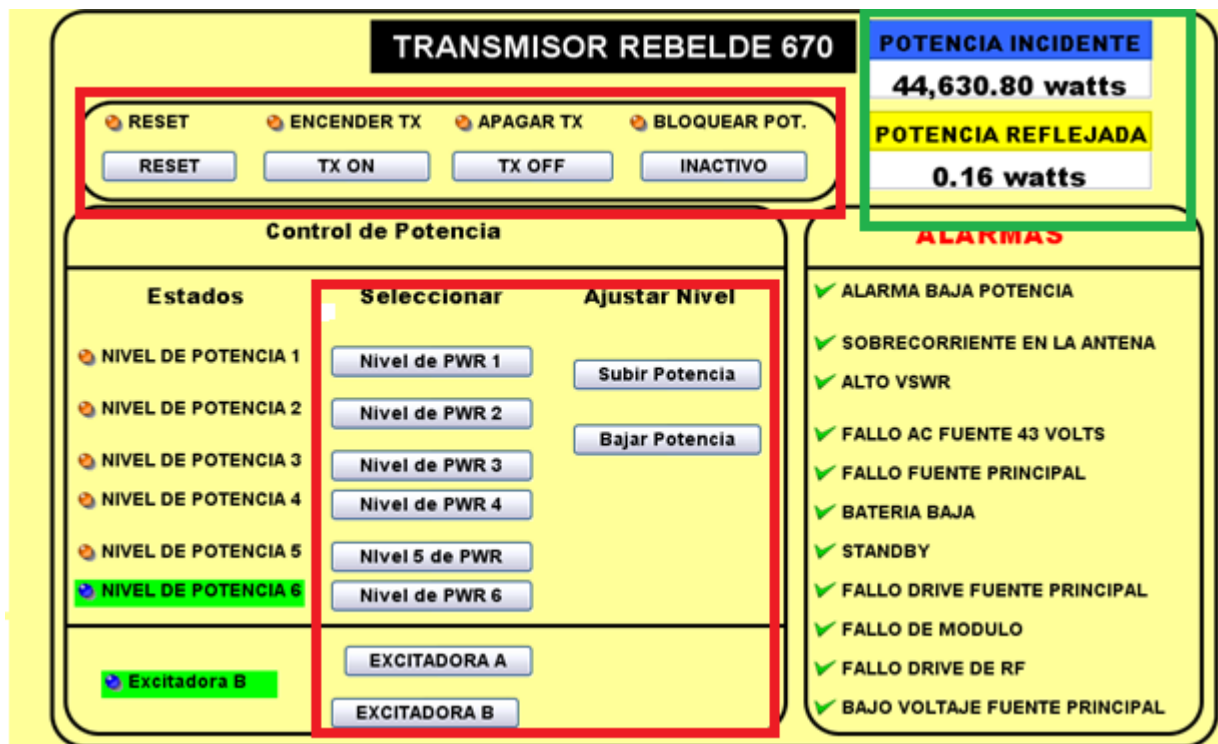 TRANSMISOR REBELDE 670
POTENCIA INCIDENTE
44,630.80 watts
POTENCIA REFLEJADA
0.16 watts
RESET ENCENDER TX APAGAR TX BLOQUEAR POT.
RESET TX ON TX OFF INACTIVO
Control de Potencia
Estados Seleccionar Ajustar Nivel
NIVEL DE POTENCIA 1 Nivel de PWR 1
Subir Potencia
NIVEL DE POTENCIA 2 Nivel de PWR 2
Bajar Potencia
NIVEL DE POTENCIA 3 Nivel de PWR 3
NIVEL DE POTENCIA 4 Nivel de PWR 4
NIVEL DE POTENCIA 5 NIvel 5 de PWR
NIVEL DE POTENCIA 6 Nivel de PWR 6
Excitadora B
EXCITADORA A
EXCITADORA B
ALARMAS
ALARMA BAJA POTENCIA
SOBRECORRIENTE EN LA ANTENA
ALTO VSWR
FALLO AC FUENTE 43 VOLTS
FALLO FUENTE PRINCIPAL
BATERIA BAJA
STANDBY
FALLO DRIVE FUENTE PRINCIPAL
FALLO DE MODULO
FALLO DRIVE DE RF
BAJO VOLTAJE FUENTE PRINCIPAL